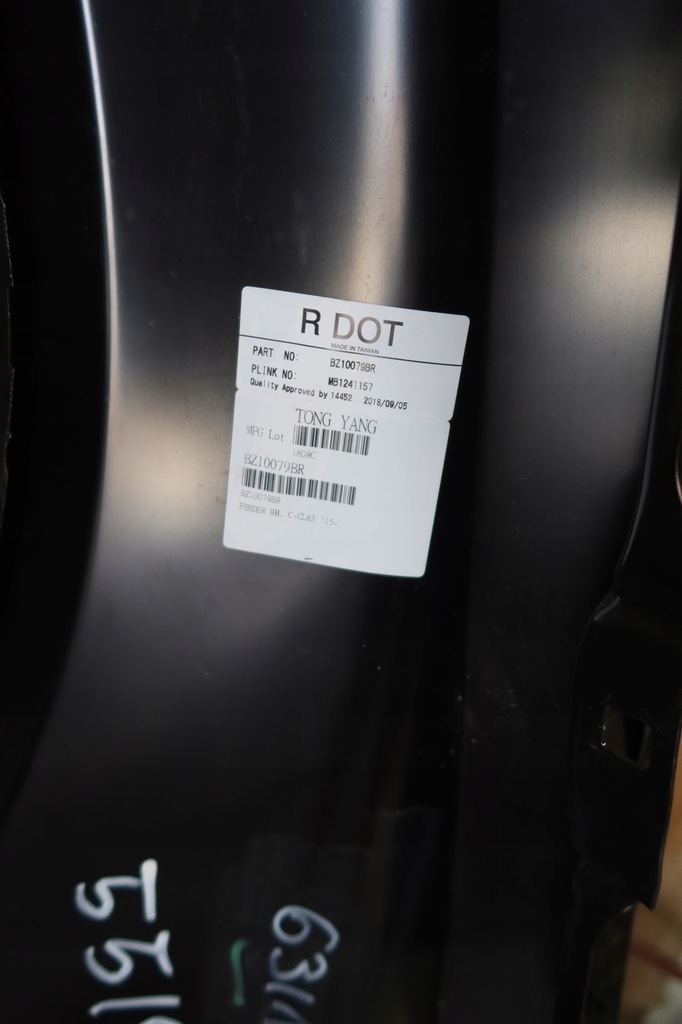 R DOT
MADE IN TAIWAN
PART NO: BZ10079BR
PLINK NO: MB1241157
Quality Approved by 14452 2018/09/05
TONG YANG
MFG Lot
1808C
BZ10079BR
BZ10079BR
FENDER RH. C-CLAS '15-